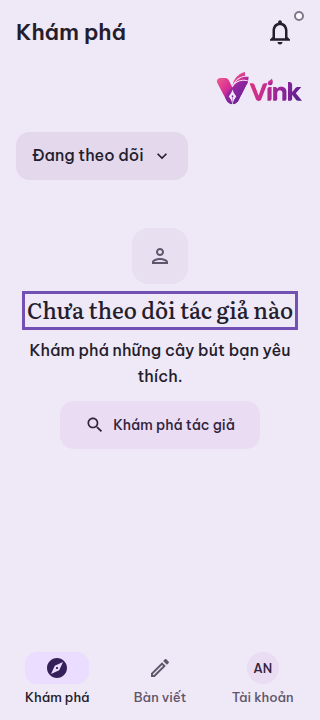 Khám phá
Vink
Đang theo dõi
Chưa theo dõi tác giả nào
Khám phá những cây bút bạn yêu
thích.
Khám phá tác giả
AN
Khám phá
Bàn viết
Tài khoản